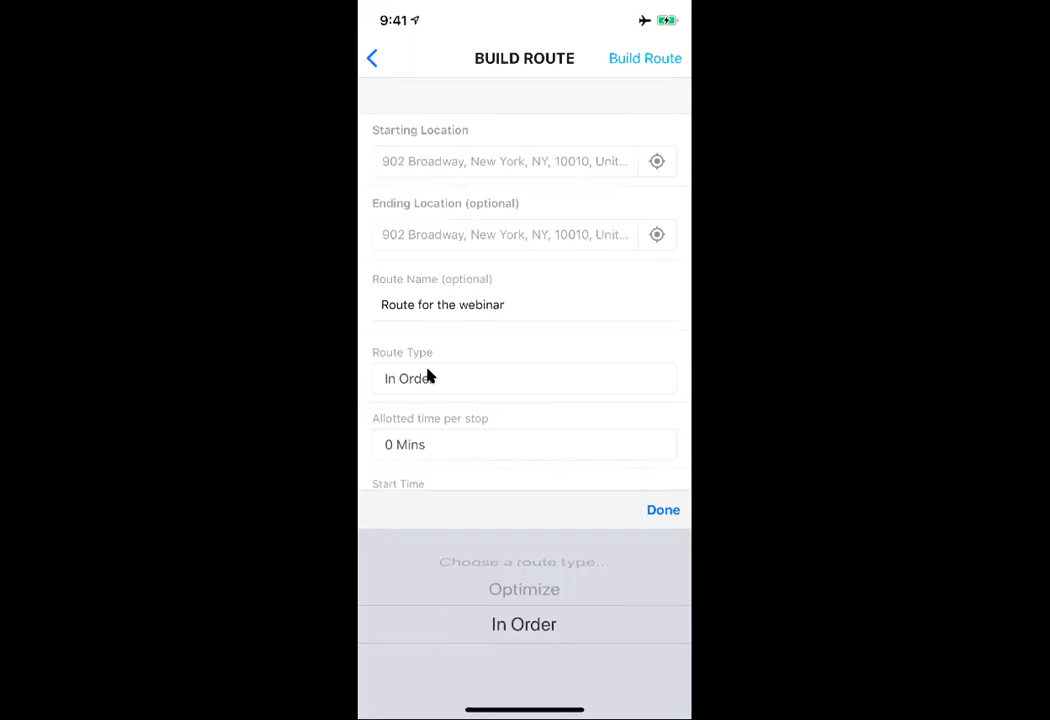 9:41
BUILD ROUTE
Build Route
Starting Location
902 Broadway, New York, NY, 10010, Unit...
Ending Location (optional)
902 Broadway, New York, NY, 10010, Unit...
Route Name (optional)
Route for the webinar
Route Type
In Order
Allotted time per stop
0 Mins
Start Time
Done
Choose a route type...
Optimize
In Order